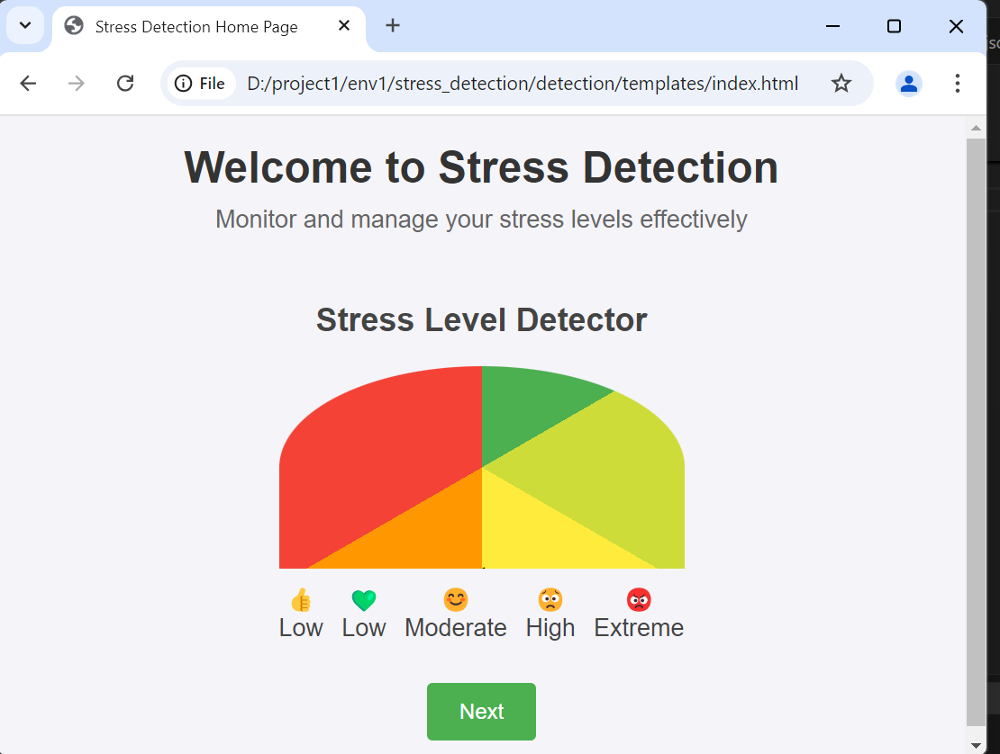 Stress Detection Home Page
File D:/project1/env1/stress_detection/detection/templates/index.html
Welcome to Stress Detection
Monitor and manage your stress levels effectively
Stress Level Detector
Low Low Moderate High Extreme
Next